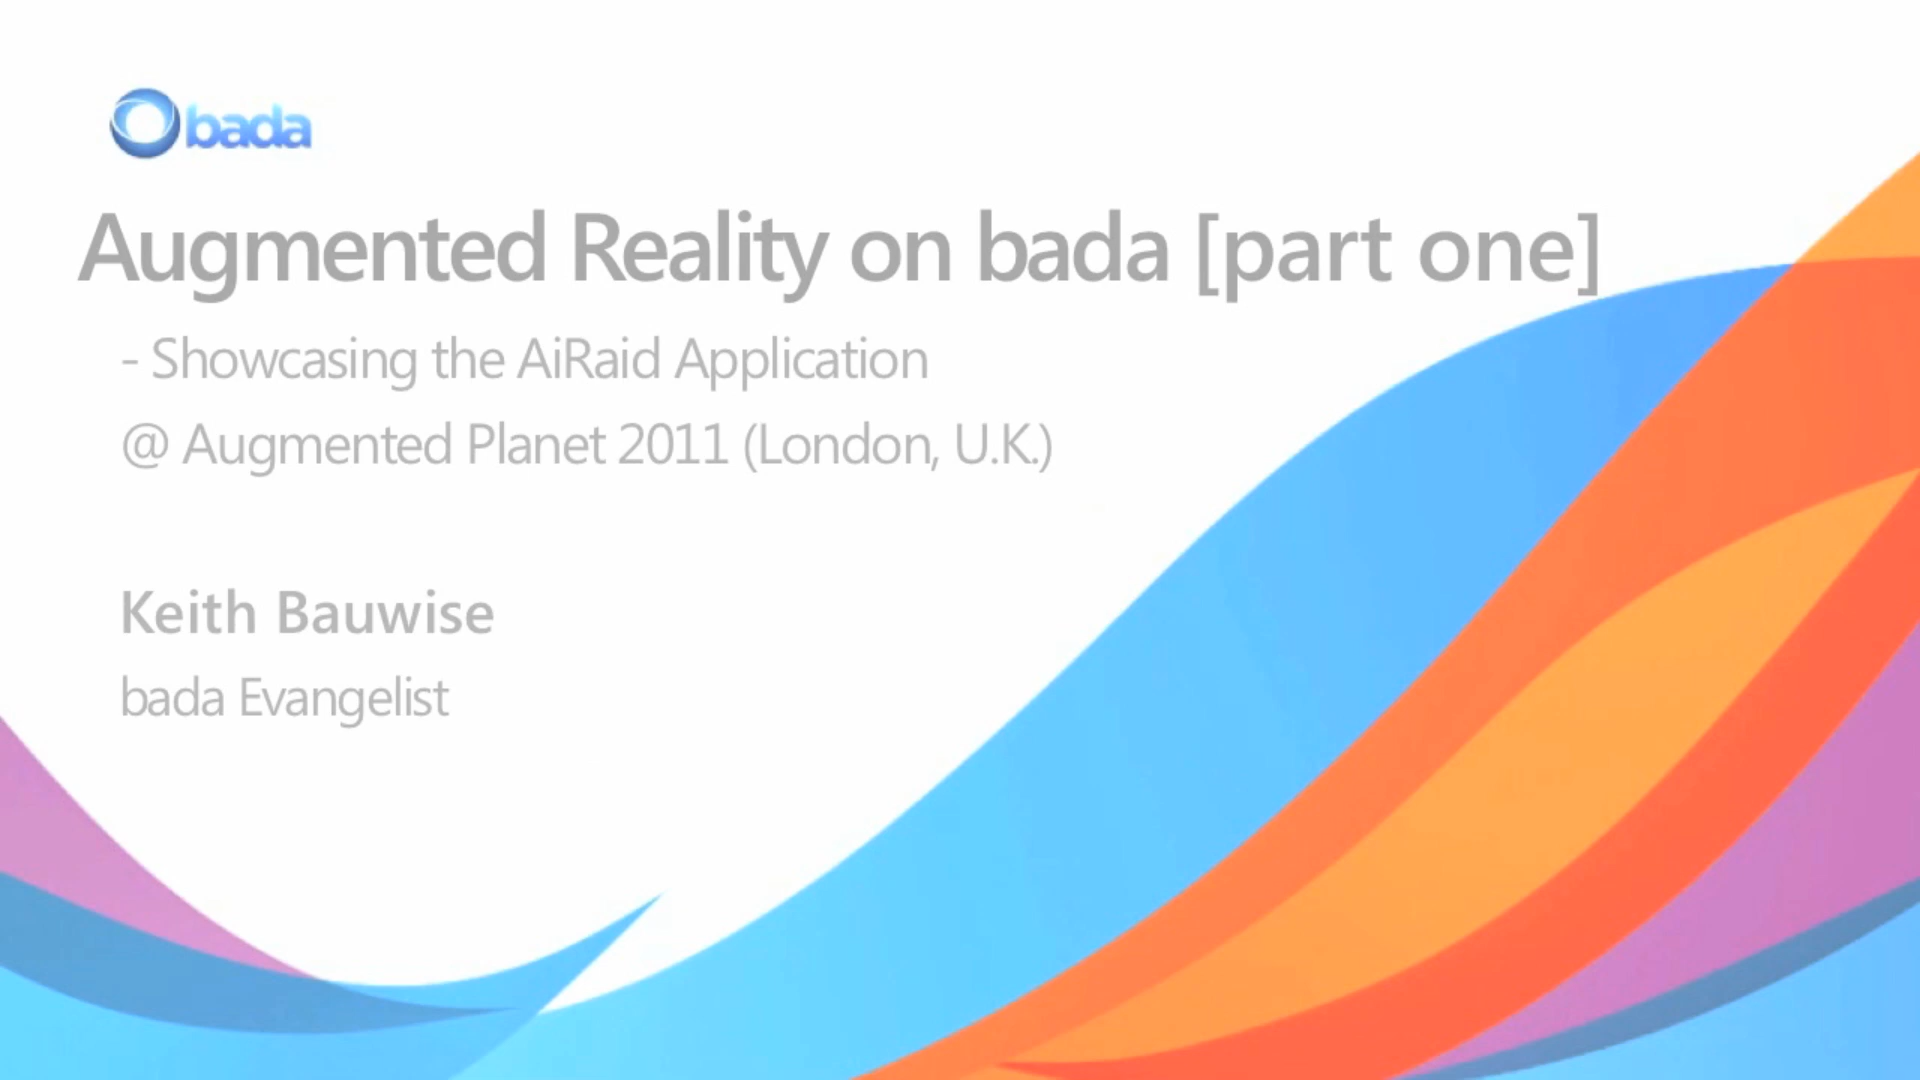 bada
Augmented Reality on bada [part one]
- Showcasing the AiRaid Application
@ Augmented Planet 2011 (London, U.K.)
Keith Bauwise
bada Evangelist